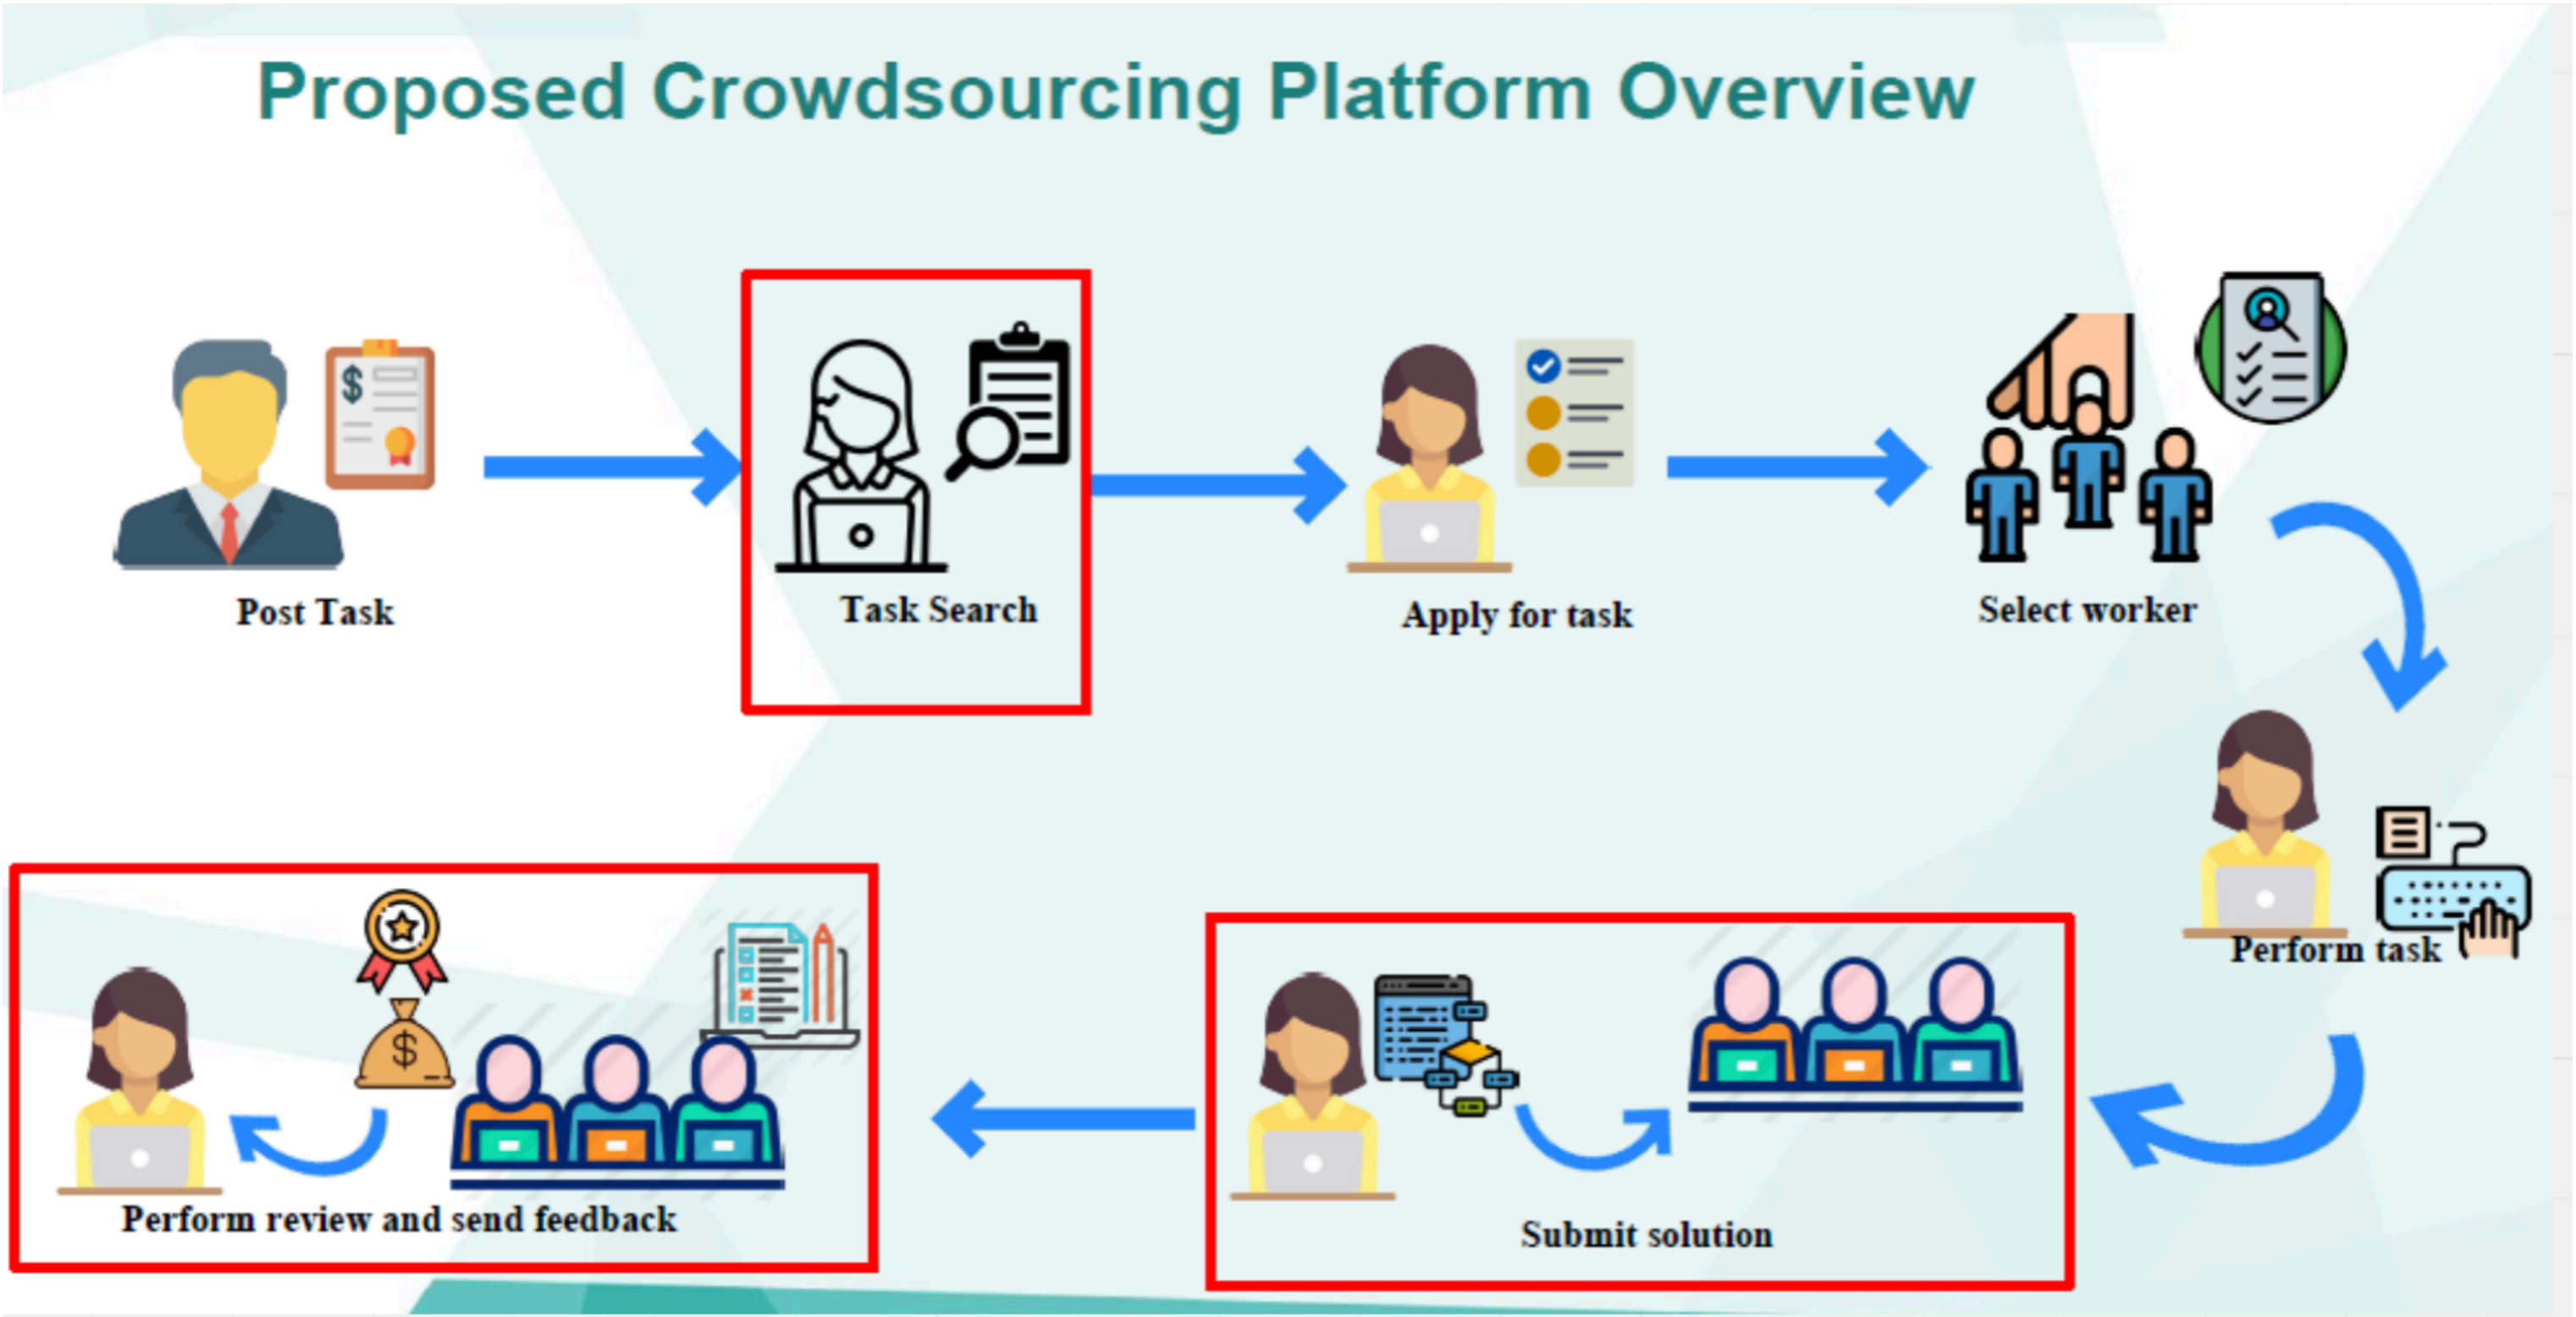 Proposed Crowdsourcing Platform Overview
$
Post Task
Task Search
Apply for task
Select worker
Perform task
$
Perform review and send feedback
Submit solution